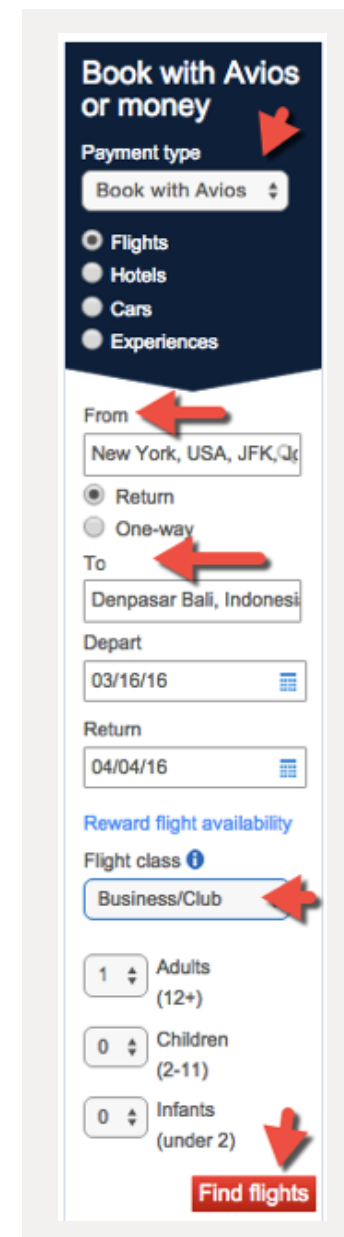 Book with Avios
or money
Payment type
Book with Avios
Flights
Hotels
Cars
Experiences
From
New York, USA, JFK,
Return
One-way
To
Denpasar Bali, Indonesia
Depart
03/16/16
Return
04/04/16
Reward flight availability
Flight class
Business/Club
1 Adults
(12+)
0 Children
(2-11)
0 Infants
(under 2)
Find flights